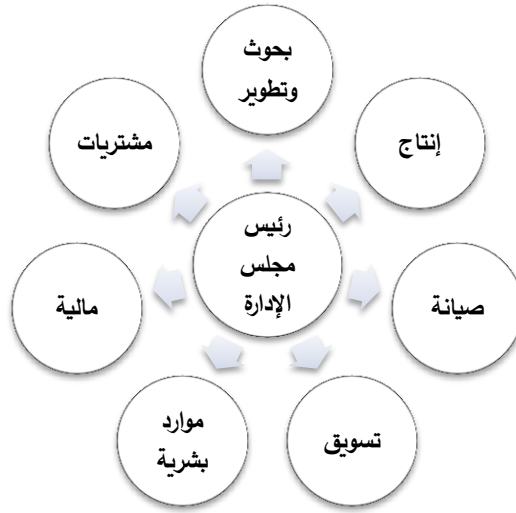 بحوث
وتطوير
إنتاج
صيانة
تسويق
موارد
بشرية
مالية
مشتريات
رئيس
مجلس
الإدارة